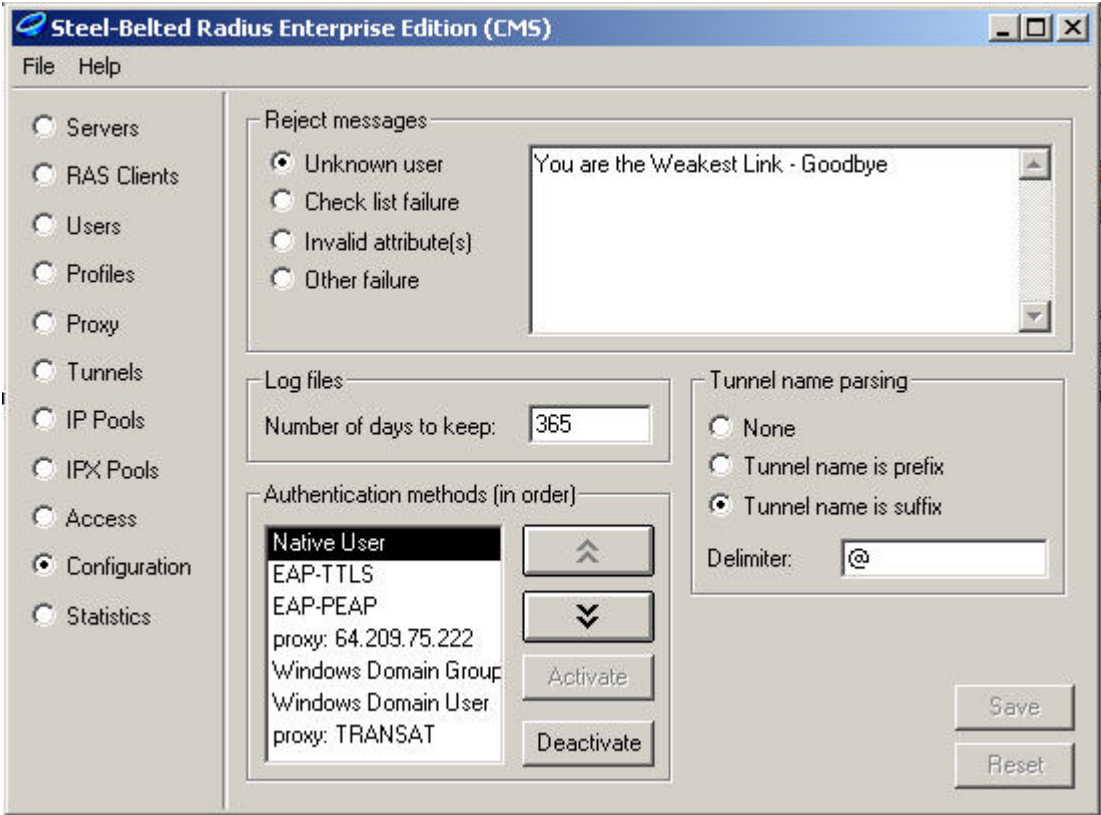 Steel-Belted Radius Enterprise Edition (CMS)
File Help
Servers
RAS Clients
Users
Profiles
Proxy
Tunnels
IP Pools
IPX Pools
Access
Configuration
Statistics
Reject messages
Unknown user
Check list failure
Invalid attribute(s)
Other failure
You are the Weakest Link - Goodbye
Log files
Number of days to keep: 365
Tunnel name parsing
None
Tunnel name is prefix
Tunnel name is suffix
Delimiter: @
Authentication methods (in order)
Native User
EAP-TTLS
EAP-PEAP
proxy: 64.209.75.222
Windows Domain Group
Windows Domain User
proxy: TRANSAT
Activate
Deactivate
Save
Reset